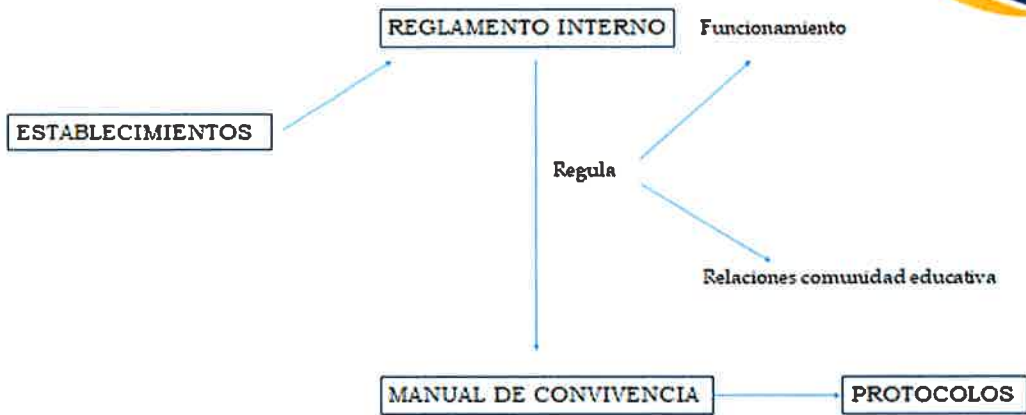 REGLAMENTO INTERNO
Funcionamiento
ESTABLECIMIENTOS
Regula
Relaciones comunidad educativa
MANUAL DE CONVIVENCIA
PROTOCOLOS